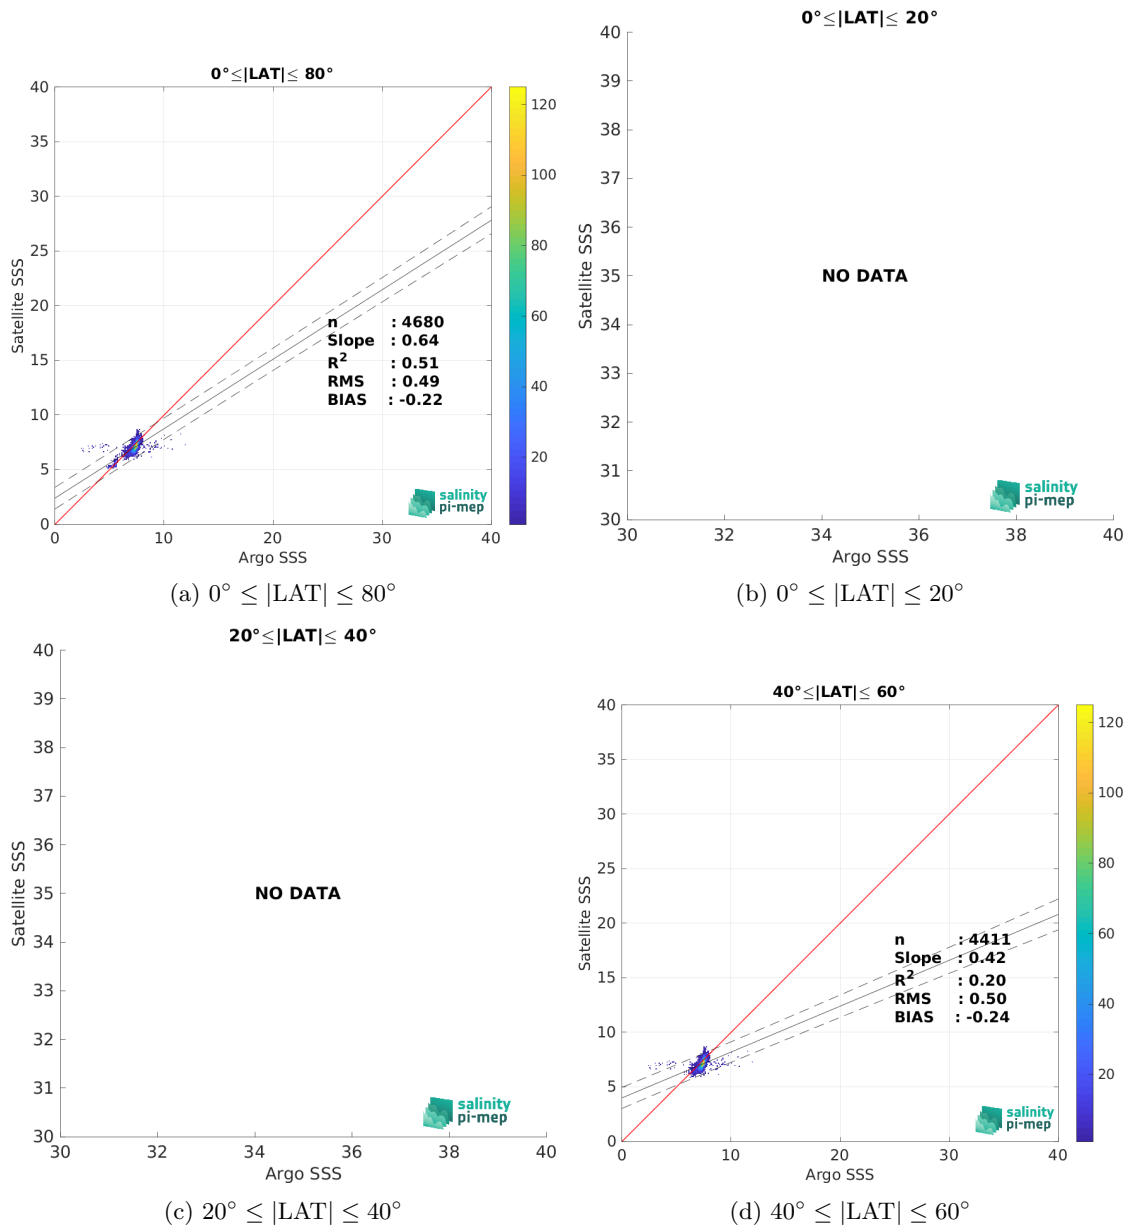 0°≤|LAT|≤ 80°
40
35
30
25
20
15
10
5
0
Satellite SSS
0
10
20
30
40
Argo SSS
120
100
80
60
40
20
n : 4680
Slope : 0.64
R2 : 0.51
RMS : 0.49
BIAS : -0.22
salinity
pi-mep
(a) 0° ≤ |LAT| ≤ 80°
0°≤|LAT|≤ 20°
40
39
38
37
36
35
34
33
32
31
30
Satellite SSS
NO DATA
30
32
34
36
38
40
Argo SSS
salinity
pi-mep
(b) 0° ≤ |LAT| ≤ 20°
20°≤|LAT|≤ 40°
40
39
38
37
36
35
34
33
32
31
30
Satellite SSS
NO DATA
30
32
34
36
38
40
Argo SSS
salinity
pi-mep
(c) 20° ≤ |LAT| ≤ 40°
40°≤|LAT|≤ 60°
40
35
30
25
20
15
10
5
0
Satellite SSS
0
10
20
30
40
Argo SSS
120
100
80
60
40
20
n : 4411
Slope : 0.42
R2 : 0.20
RMS : 0.50
BIAS : -0.24
salinity
pi-mep
(d) 40° ≤ |LAT| ≤ 60°